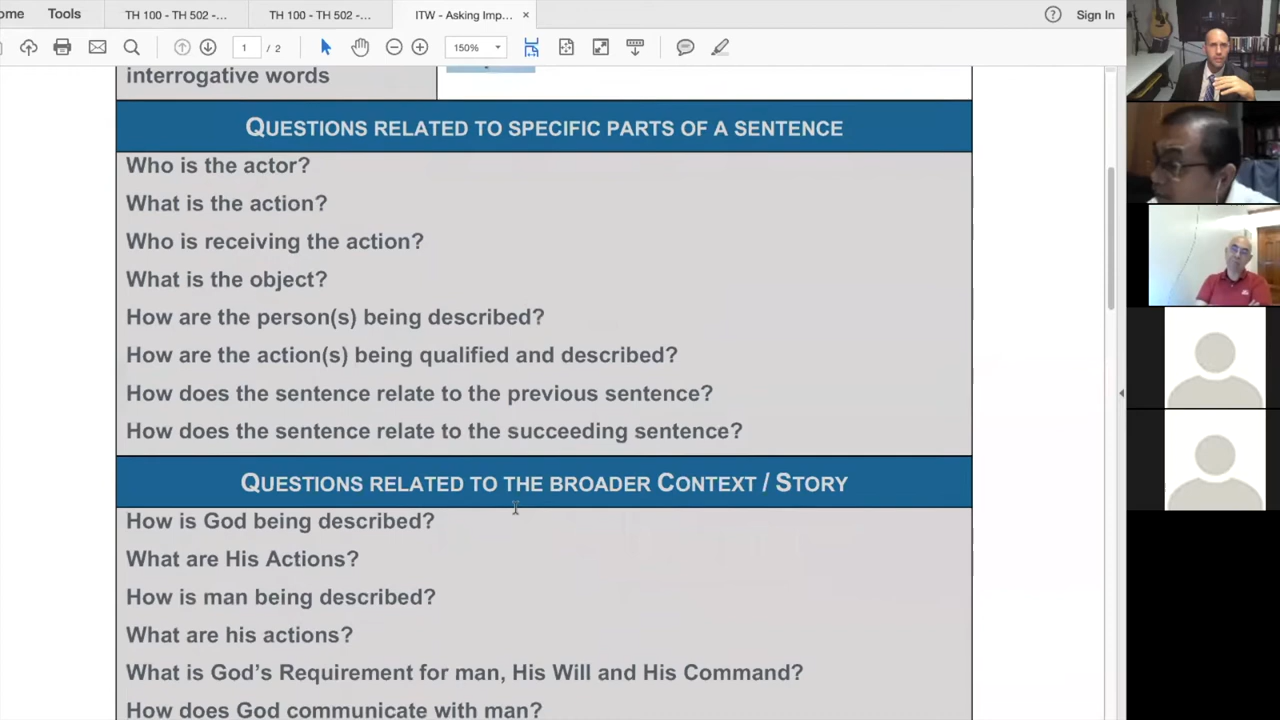 ome
Tools
TH 100 - TH 502 -...
TH 100 - TH 502 -...
ITW - Asking Imp...
×
?
Sign In
1
/ 2
150%
interrogative words
QUESTIONS RELATED TO SPECIFIC PARTS OF A SENTENCE
Who is the actor?
What is the action?
Who is receiving the action?
What is the object?
How are the person(s) being described?
How are the action(s) being qualified and described?
How does the sentence relate to the previous sentence?
How does the sentence relate to the succeeding sentence?
QUESTIONS RELATED TO THE BROADER CONTEXT / STORY
How is God being described?
What are His Actions?
How is man being described?
What are his actions?
What is God’s Requirement for man, His Will and His Command?
How does God communicate with man?